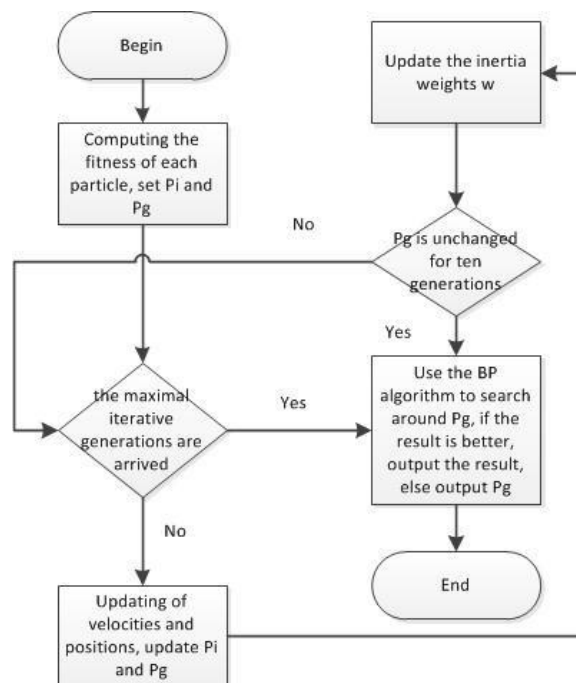 Begin
Computing the
fitness of each
particle, set Pi and
Pg
the maximal
iterative
generations are
arrived
Yes
No
Updating of
velocities and
positions, update Pi
and Pg
Update the inertia
weights w
Pg is unchanged
for ten
generations
No
Yes
Use the BP
algorithm to search
around Pg, if the
result is better,
output the result,
else output Pg
End